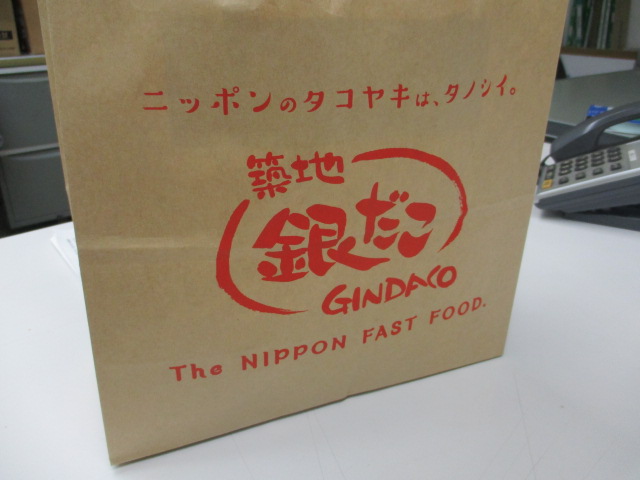 ニッポンのタコヤキは、タノシイ。
築地
銀だこ
GINDACO
The NIPPON FAST FOOD.